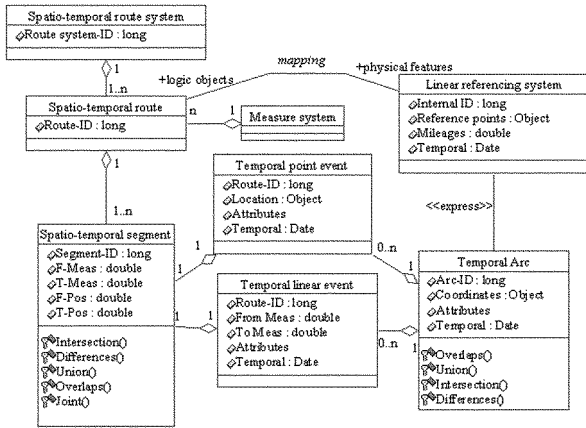 Spatio-temporal route system
Route system-ID : long
1
1..n
+logic objects
mapping
+physical features
Spatio-temporal route
Route-ID : long
n
1
Measure system
Linear referencing system
Internal ID : long
Reference points : Object
Mileages : double
Temporal : Date
1
1..n
Temporal point event
Route-ID : long
Location : Object
Attributes
Temporal : Date
<<express>>
Spatio-temporal segment
Segment-ID : long
F-Meas : double
T-Meas : double
F-Pos : double
T-Pos : double
Intersection()
Differences()
Union()
Overlaps()
Joint()
1
1
0..n
1
Temporal linear event
Route-ID : long
From Meas : double
To Meas : double
Attributes
Temporal : Date
1
1
0..n
1
Temporal Arc
Arc-ID : long
Coordinates : Object
Attributes
Temporal : Date
Overlaps()
Union()
Intersection()
Differences()